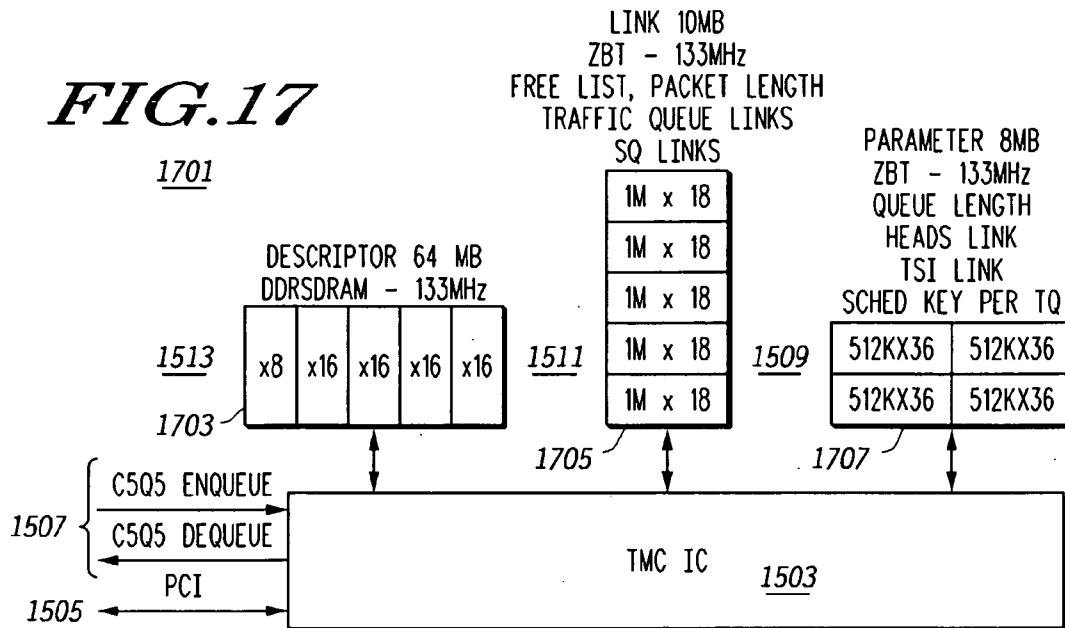 FIG.17
1701
LINK 10MB
ZBT - 133MHz
FREE LIST, PACKET LENGTH
TRAFFIC QUEUE LINKS
SQ LINKS
1M x 18
1M x 18
1M x 18
1M x 18
1M x 18
PARAMETER 8MB
ZBT - 133MHz
QUEUE LENGTH
HEADS LINK
TSI LINK
SCHED KEY PER TQ
512KX36 512KX36
512KX36 512KX36
DESCRIPTOR 64 MB
DDRSDRAM - 133MHz
x8 x16 x16 x16 x16
1513
1511
1509
1703
1705
1707
1507
C5Q5 ENQUEUE
C5Q5 DEQUEUE
PCI
1505
TMC IC
1503